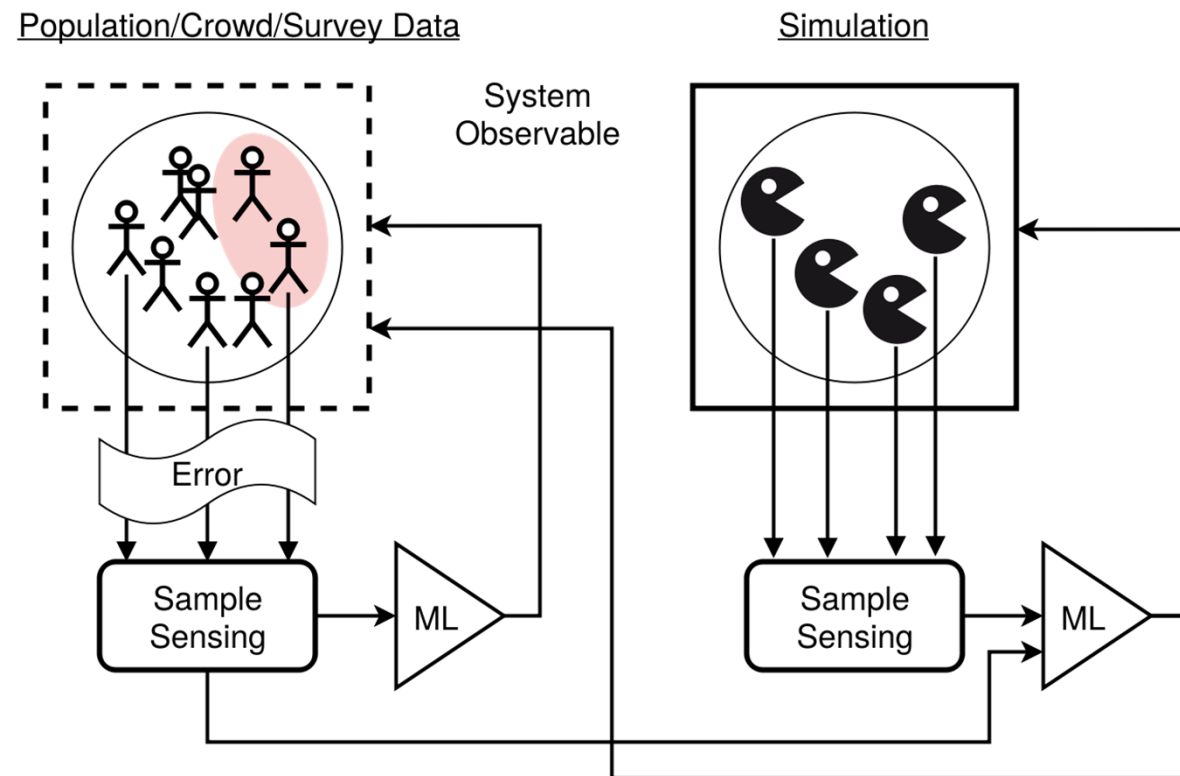 Population/Crowd/Survey Data
Simulation
System
Observable
Error
Sample
Sensing
ML
Sample
Sensing
ML